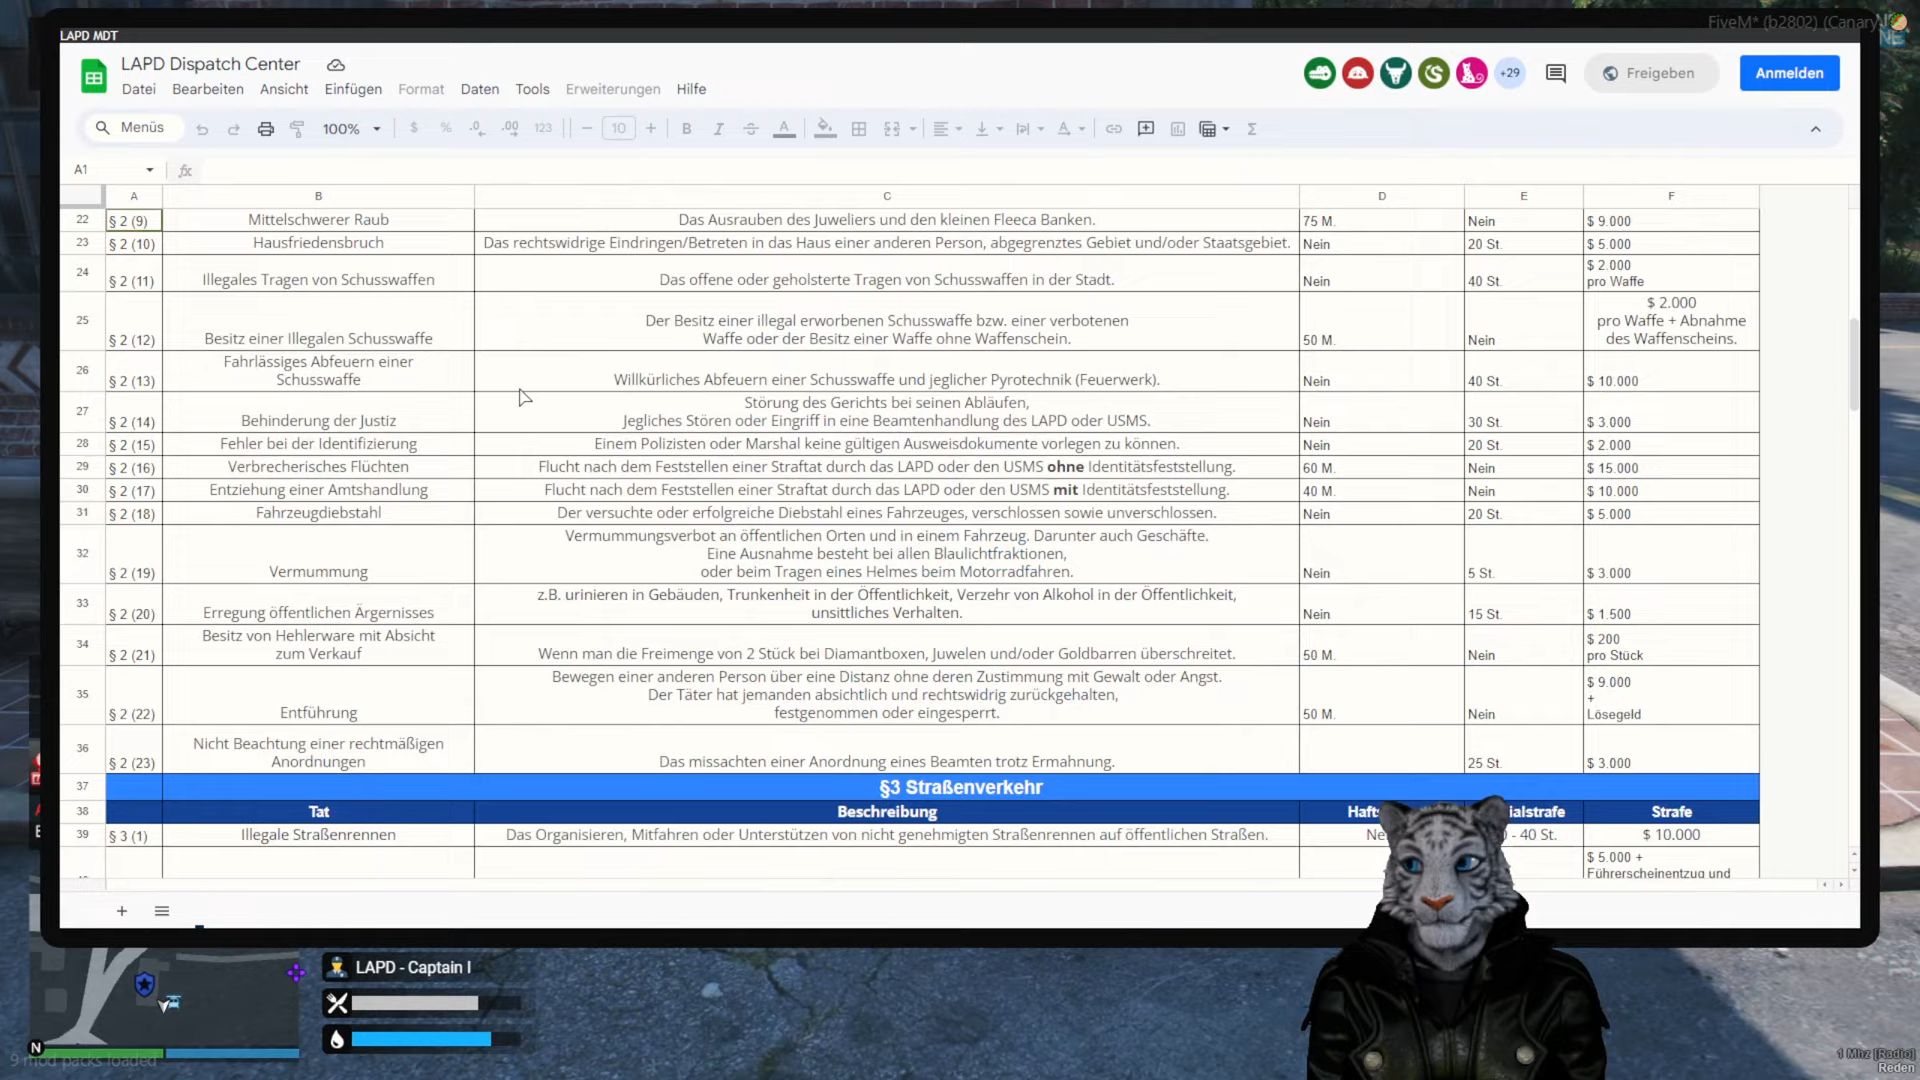 FiveM* (b2802) (Canary
LAPD MDT
LAPD Dispatch Center
+29
Freigeben
Anmelden
Datei Bearbeiten Ansicht Einfügen Format Daten Tools Erweiterungen Hilfe
Menüs
100%
$ % .0 .00 123
10
B I A
A1
fx
A B C D E F
22 § 2 (9) Mittelschwerer Raub Das Ausrauben des Juweliers und den kleinen Fleeca Banken. 75 M. Nein $ 9.000
23 § 2 (10) Hausfriedensbruch Das rechtswidrige Eindringen/Betreten in das Haus einer anderen Person, abgegrenztes Gebiet und/oder Staatsgebiet. Nein 20 St. $ 5.000
24 § 2 (11) Illegales Tragen von Schusswaffen Das offene oder geholsterte Tragen von Schusswaffen in der Stadt. Nein 40 St. $ 2.000
pro Waffe
25 § 2 (12) Besitz einer Illegalen Schusswaffe Der Besitz einer illegal erworbenen Schusswaffe bzw. einer verbotenen
Waffe oder der Besitz einer Waffe ohne Waffenschein. 50 M. Nein $ 2.000
pro Waffe + Abnahme
des Waffenscheins.
26 § 2 (13) Fahrlässiges Abfeuern einer
Schusswaffe Willkürliches Abfeuern einer Schusswaffe und jeglicher Pyrotechnik (Feuerwerk). Nein 40 St. $ 10.000
27 § 2 (14) Behinderung der Justiz Störung des Gerichts bei seinen Abläufen,
Jegliches Stören oder Eingriff in eine Beamtenhandlung des LAPD oder USMS. Nein 30 St. $ 3.000
28 § 2 (15) Fehler bei der Identifizierung Einem Polizisten oder Marshal keine gültigen Ausweisdokumente vorlegen zu können. Nein 20 St. $ 2.000
29 § 2 (16) Verbrecherisches Flüchten Flucht nach dem Feststellen einer Straftat durch das LAPD oder den USMS ohne Identitätsfeststellung. 60 M. Nein $ 15.000
30 § 2 (17) Entziehung einer Amtshandlung Flucht nach dem Feststellen einer Straftat durch das LAPD oder den USMS mit Identitätsfeststellung. 40 M. Nein $ 10.000
31 § 2 (18) Fahrzeugdiebstahl Der versuchte oder erfolgreiche Diebstahl eines Fahrzeuges, verschlossen sowie unverschlossen. Nein 20 St. $ 5.000
32 § 2 (19) Vermummung Vermummungsverbot an öffentlichen Orten und in einem Fahrzeug. Darunter auch Geschäfte.
Eine Ausnahme besteht bei allen Blaulichtfraktionen,
oder beim Tragen eines Helmes beim Motorradfahren. Nein 5 St. $ 3.000
33 § 2 (20) Erregung öffentlichen Ärgernisses z.B. urinieren in Gebäuden, Trunkenheit in der Öffentlichkeit, Verzehr von Alkohol in der Öffentlichkeit,
unsittliches Verhalten. Nein 15 St. $ 1.500
34 § 2 (21) Besitz von Hehlerware mit Absicht
zum Verkauf Wenn man die Freimenge von 2 Stück bei Diamantboxen, Juwelen und/oder Goldbarren überschreitet. 50 M. Nein $ 200
pro Stück
35 § 2 (22) Entführung Bewegen einer anderen Person über eine Distanz ohne deren Zustimmung mit Gewalt oder Angst.
Der Täter hat jemanden absichtlich und rechtswidrig zurückgehalten,
festgenommen oder eingesperrt. 50 M. Nein $ 9.000
+
Lösegeld
36 § 2 (23) Nicht Beachtung einer rechtmäßigen
Anordnungen Das missachten einer Anordnung eines Beamten trotz Ermahnung. 25 St. $ 3.000
37 §3 Straßenverkehr
38 Tat Beschreibung Hafts ialstrafe Strafe
39 § 3 (1) Illegale Straßenrennen Das Organisieren, Mitfahren oder Unterstützen von nicht genehmigten Straßenrennen auf öffentlichen Straßen. Ne - 40 St. $ 10.000
$ 5.000 +
Führerscheinentzug und
LAPD - Captain I
N
9 mod packs loaded
1 Mhz [Radio]
Reden